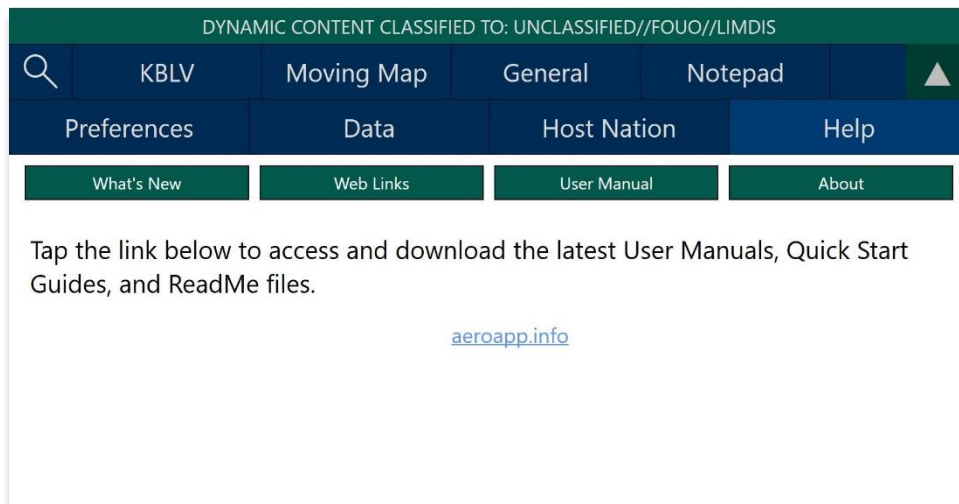 DYNAMIC CONTENT CLASSIFIED TO: UNCLASSIFIED//FOUO//LIMDIS
KBLV Moving Map General Notepad
Preferences Data Host Nation Help
What's New Web Links User Manual About
Tap the link below to access and download the latest User Manuals, Quick Start
Guides, and ReadMe files.
aeroapp.info